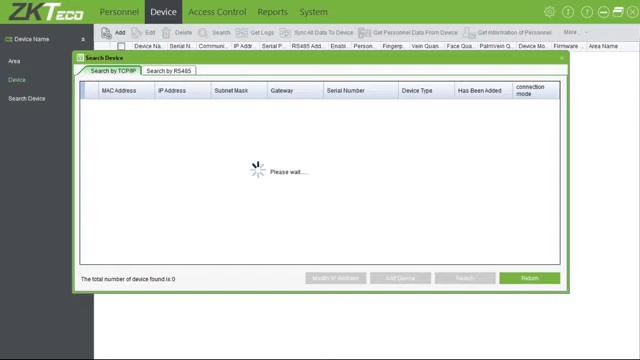 ZKTeco
Personnel Device Access Control Reports System
Device Name
Add Edit Delete Search Get Logs Sync All Data To Device Get Personnel Data From Device Get Information of Personnel More
Device Na... Serial N... Communi... IP Addr... Serial P... RS485 Add... Enabl... Person... Fingerp... Vein Quan Face Qua... PalmVein Q... Device Mo... Firmware ... Area Name
Area
Device
Search Device
Search Device
Search by TCP/IP Search by RS485
MAC Address IP Address Subnet Mask Gateway Serial Number Device Type Has Been Added connection
mode
Please wait.....
The total number of device found is:0
Modify IP Address Add Device Search Return